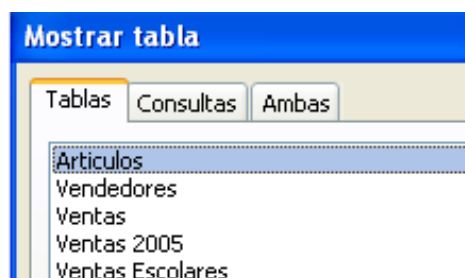 Mostrar tabla
Tablas Consultas Ambas
Articulos
Vendedores
Ventas
Ventas 2005
Ventas Escolares